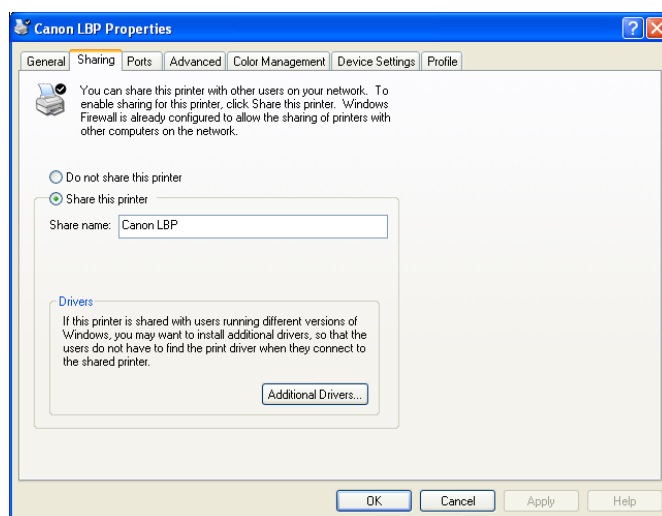 Canon LBP Properties
General Sharing Ports Advanced Color Management Device Settings Profile
You can share this printer with other users on your network. To
enable sharing for this printer, click Share this printer. Windows
Firewall is already configured to allow the sharing of printers with
other computers on the network.
Do not share this printer
Share this printer
Share name: Canon LBP
Drivers
If this printer is shared with users running different versions of
Windows, you may want to install additional drivers, so that the
users do not have to find the print driver when they connect to
the shared printer.
Additional Drivers...
OK Cancel Apply Help